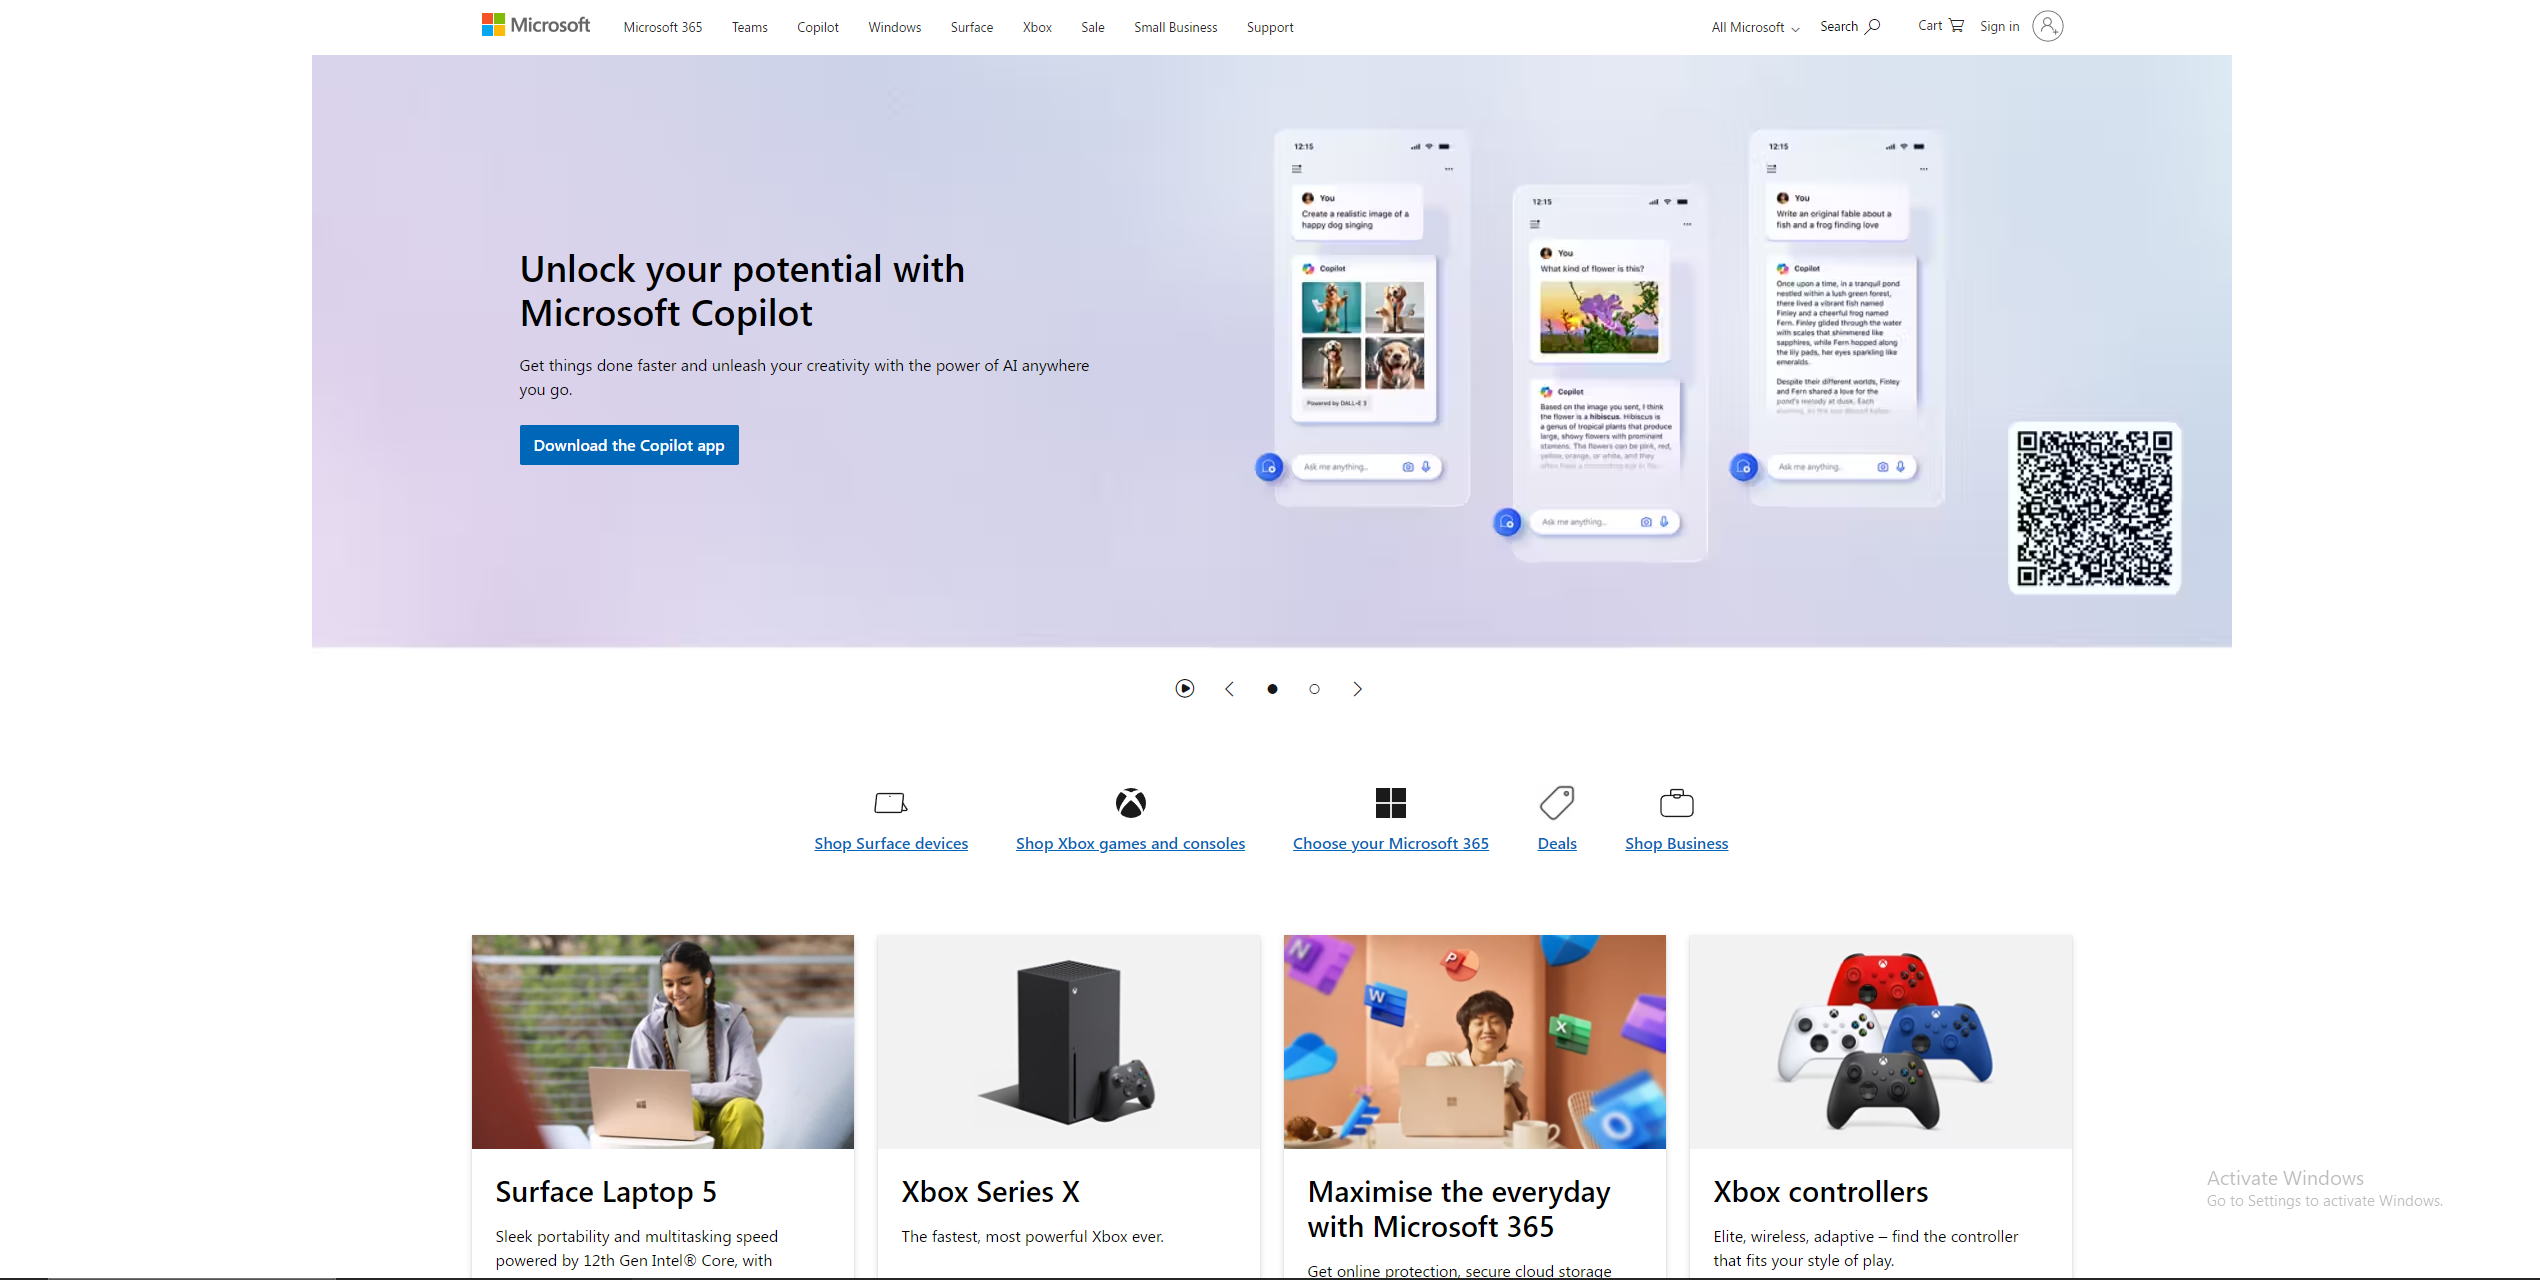 Microsoft
Microsoft 365
Teams
Copilot
Windows
Surface
Xbox
Sale
Small Business
Support
All Microsoft
Search
Cart
Sign in
Unlock your potential with
Microsoft Copilot
Get things done faster and unleash your creativity with the power of AI anywhere
you go.
Download the Copilot app
12:15
You
Create a realistic image of a
happy dog singing
Copilot
Powered by DALL-E 3
Ask me anything...
12:15
You
What kind of flower is this?
Copilot
Based on the image you sent, I think
the flower is a hibiscus. Hibiscus is
a genus of tropical plants that produce
large, showy flowers with prominent
stamens. The flowers can be pink, red,
yellow, orange, or white, and they
Ask me anything...
12:15
You
Write an original fable about a
fish and a frog finding love
Copilot
Once upon a time, in a tranquil pond
nestled within a lush green forest,
there lived a vibrant fish named
Finley and a cheerful frog named
Fern. Finley glided through the water
with scales that shimmered like
sapphires, while Fern hopped along
the lily pads, her eyes sparkling like
emeralds.
Despite their different worlds, Finley
and Fern shared a love for the
pond's melody at dusk. Each
Ask me anything...
Shop Surface devices
Shop Xbox games and consoles
Choose your Microsoft 365
Deals
Shop Business
N
P
W
X
O
Surface Laptop 5
Sleek portability and multitasking speed
powered by 12th Gen Intel® Core, with
Xbox Series X
The fastest, most powerful Xbox ever.
Maximise the everyday
with Microsoft 365
Get online protection, secure cloud storage
Xbox controllers
Elite, wireless, adaptive – find the controller
that fits your style of play.
Activate Windows
Go to Settings to activate Windows.